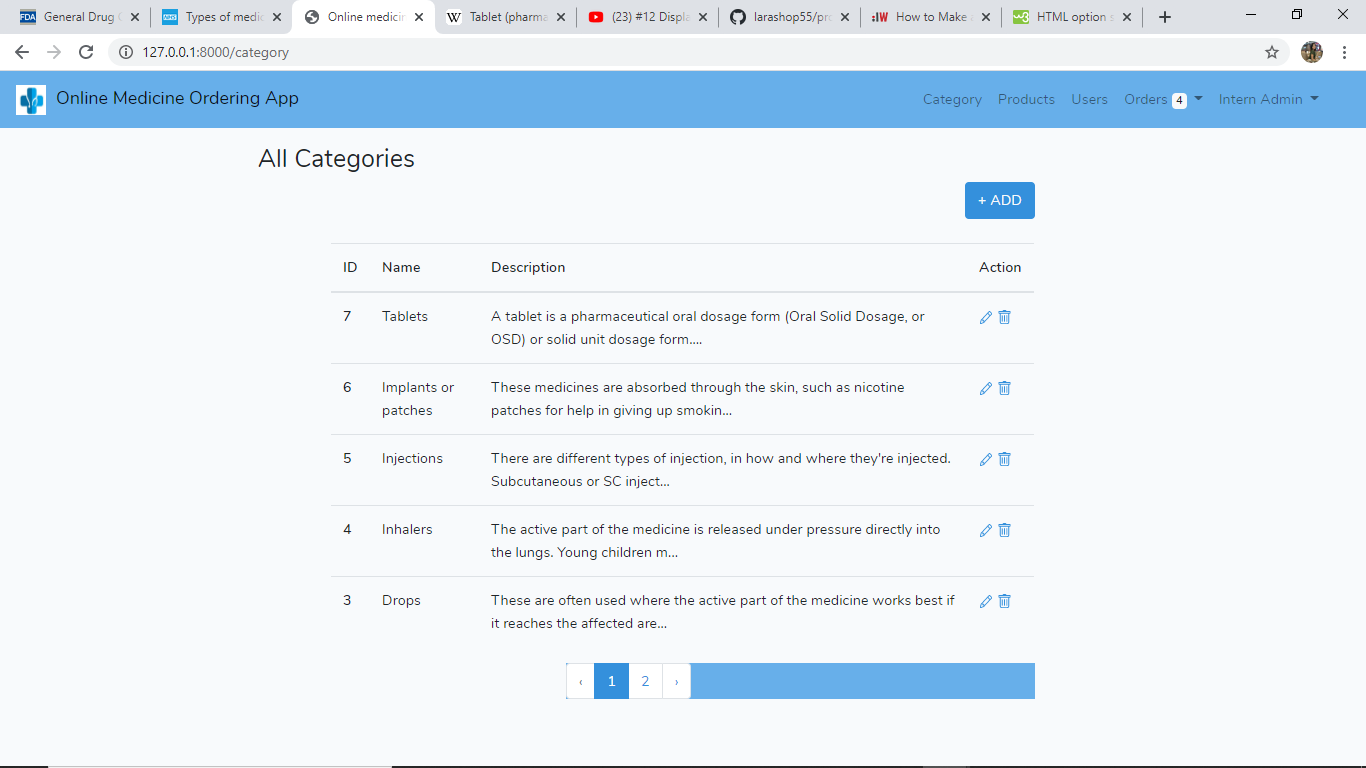 FDA General Drug C
NHS Types of medic
Online medicin
W Tablet (pharma
(23) #12 Displa
larashop55/pro
:IW How to Make a
w3 HTML option s
127.0.0.1:8000/category
Online Medicine Ordering App
Category Products Users Orders 4 Intern Admin
All Categories
+ ADD
ID Name Description Action
7 Tablets A tablet is a pharmaceutical oral dosage form (Oral Solid Dosage, or
OSD) or solid unit dosage form....
6 Implants or These medicines are absorbed through the skin, such as nicotine
patches patches for help in giving up smokin...
5 Injections There are different types of injection, in how and where they're injected.
Subcutaneous or SC inject...
4 Inhalers The active part of the medicine is released under pressure directly into
the lungs. Young children m...
3 Drops These are often used where the active part of the medicine works best if
it reaches the affected are...
‹ 1 2 ›